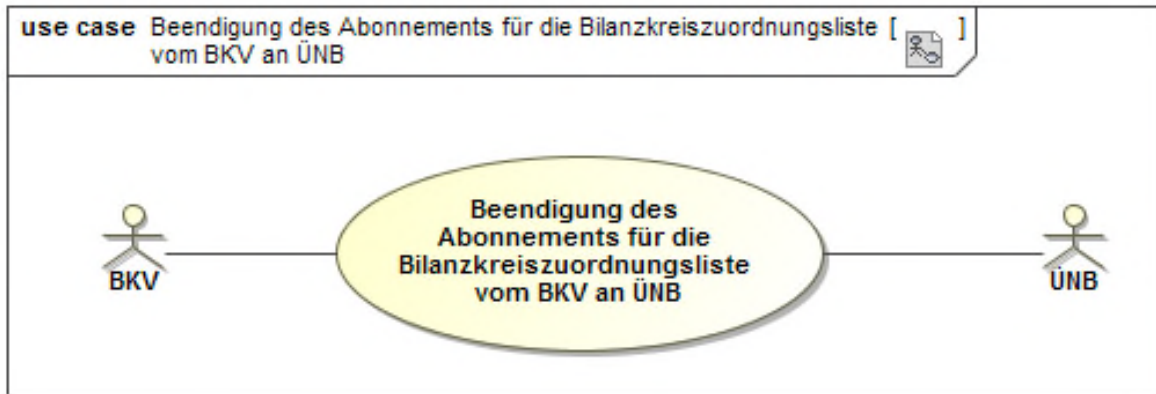 use case Beendigung des Abonnements für die Bilanzkreiszuordnungsliste [ ]
vom BKV an ÜNB
Beendigung des
Abonnements für die
Bilanzkreiszuordnungsliste
vom BKV an ÜNB
BKV
ÜNB